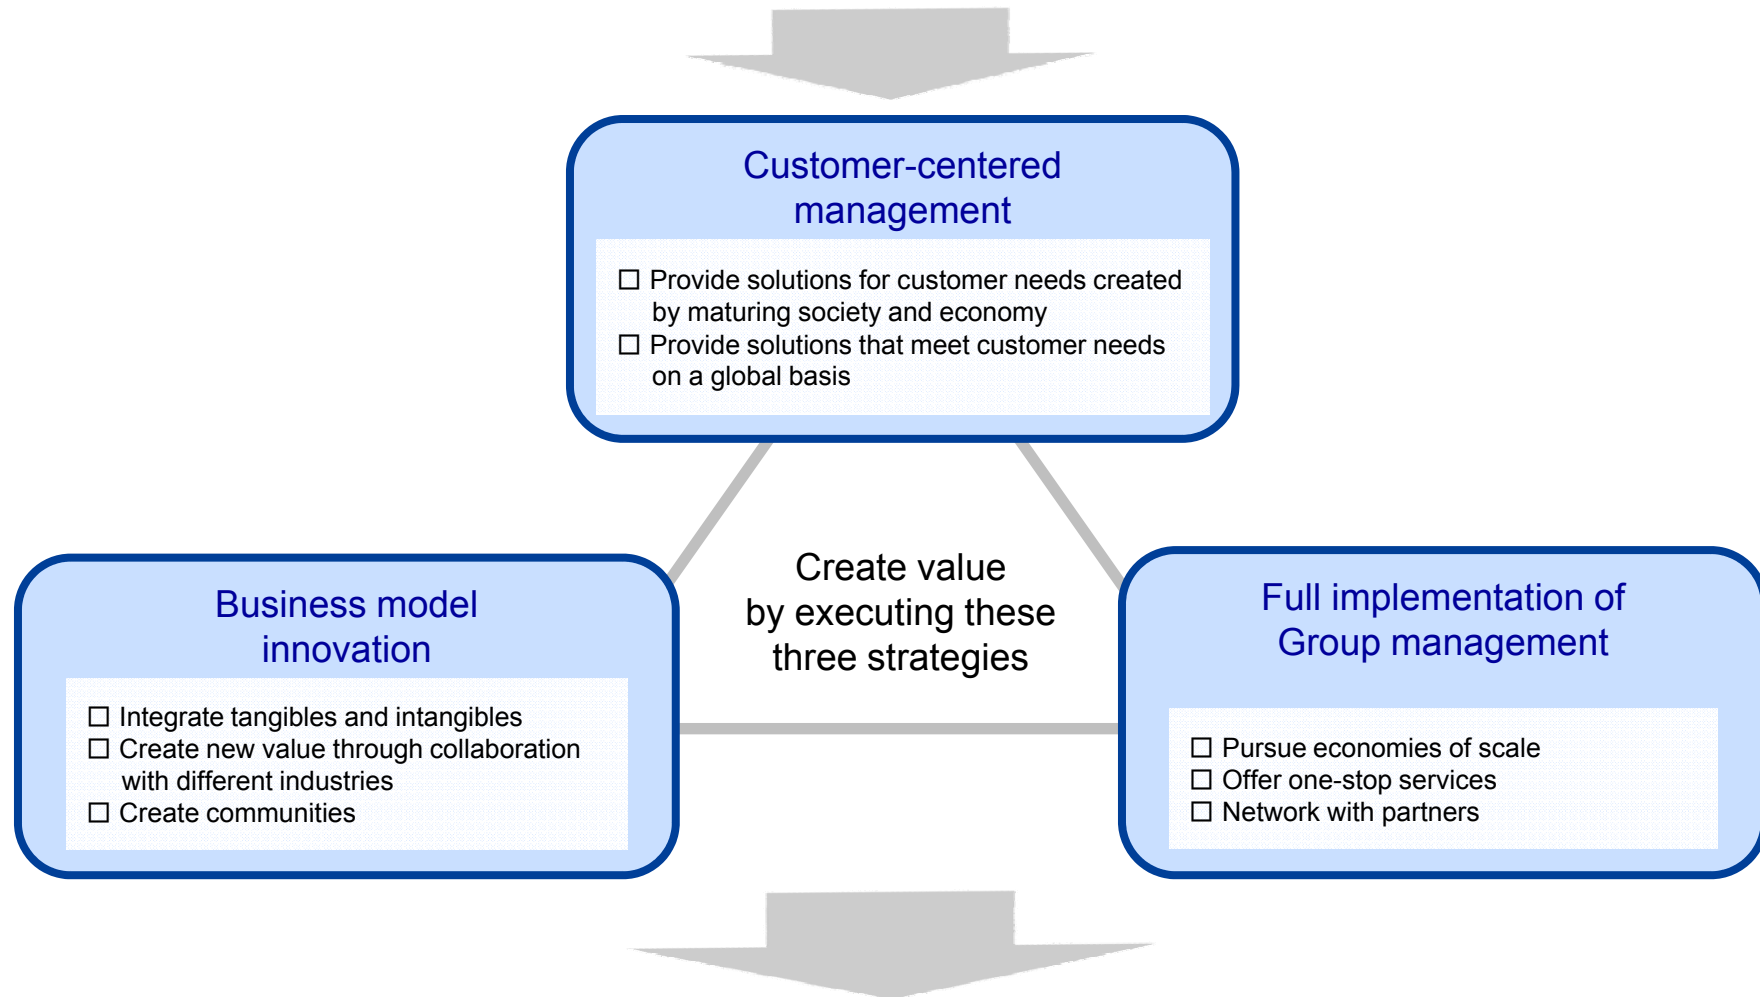 Customer-centered
management
☐ Provide solutions for customer needs created
by maturing society and economy
☐ Provide solutions that meet customer needs
on a global basis
Create value
by executing these
three strategies
Business model
innovation
☐ Integrate tangibles and intangibles
☐ Create new value through collaboration
with different industries
☐ Create communities
Full implementation of
Group management
☐ Pursue economies of scale
☐ Offer one-stop services
☐ Network with partners